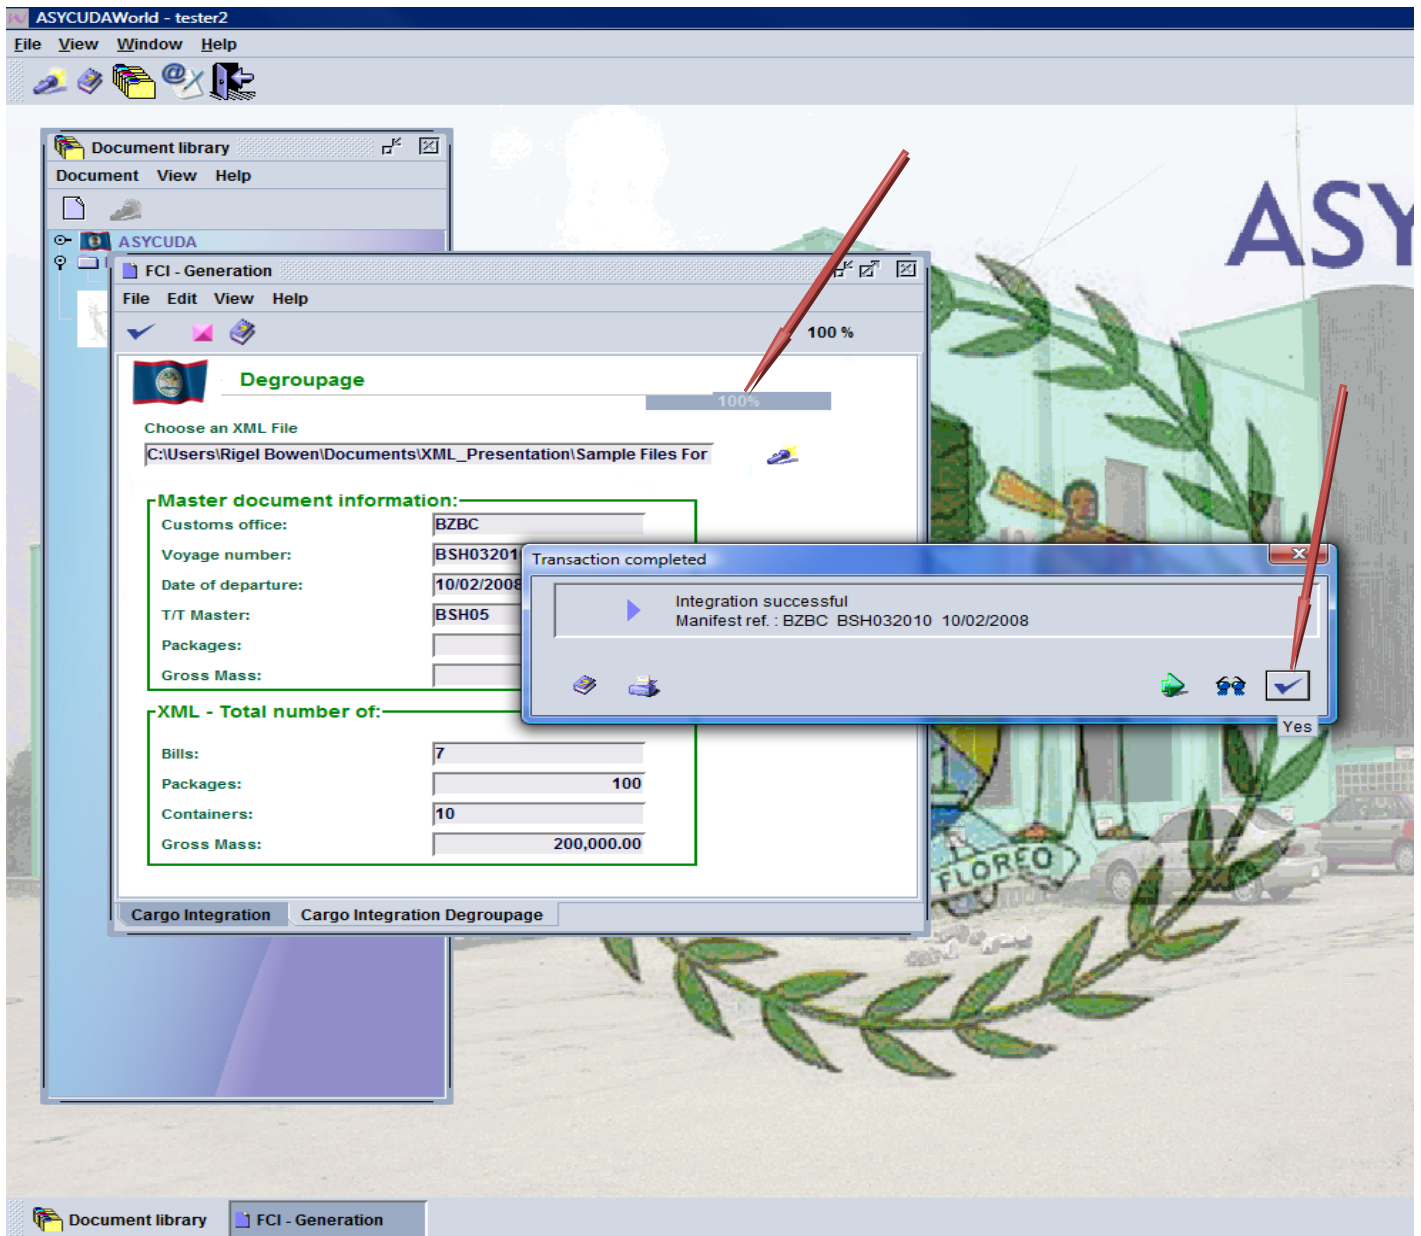 ASYCUDAWorld - tester2
File View Window Help
Document library
Document View Help
ASYCUDA
FCI - Generation
File Edit View Help
100 %
Degroupage
100%
Choose an XML File
C:\Users\Rigel Bowen\Documents\XML_Presentation\Sample Files For
Master document information:
Customs office: BZBC
Voyage number: BSH03201
Date of departure: 10/02/2008
T/T Master: BSH05
Packages:
Gross Mass:
Transaction completed
Integration successful
Manifest ref. : BZBC BSH032010 10/02/2008
Yes
XML - Total number of:
Bills: 7
Packages: 100
Containers: 10
Gross Mass: 200,000.00
Cargo Integration Cargo Integration Degroupage
ASY
FLOREO
Document library FCI - Generation